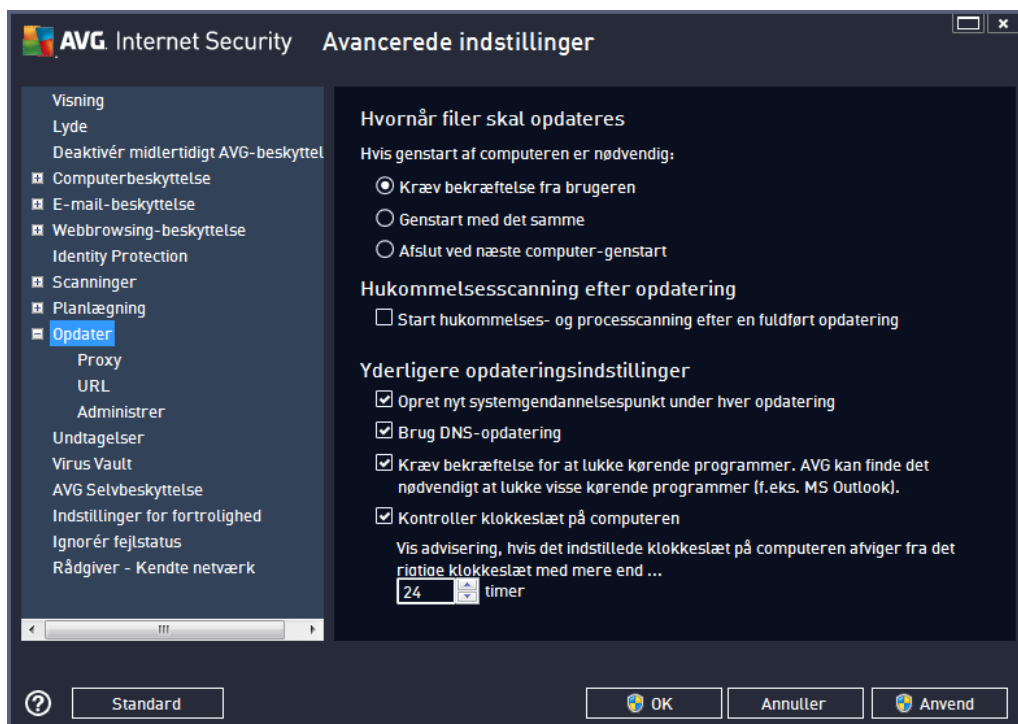 AVG. Internet Security Avancerede indstillinger
Visning
Lyde
Deaktivér midlertidigt AVG-beskyttel
Computerbeskyttelse
E-mail-beskyttelse
Webbrowsing-beskyttelse
Identity Protection
Scanninger
Planlægning
Opdater
Proxy
URL
Administrer
Undtagelser
Virus Vault
AVG Selvbeskyttelse
Indstillinger for fortrolighed
Ignorér fejlstatus
Rådgiver - Kendte netværk
Hvornår filer skal opdateres
Hvis genstart af computeren er nødvendig:
Kræv bekræftelse fra brugeren
Genstart med det samme
Afslut ved næste computer-genstart
Hukommelsesscanning efter opdatering
Start hukommelses- og processcanning efter en fuldført opdatering
Yderligere opdateringsindstillinger
Opret nyt systemgendannelsespunkt under hver opdatering
Brug DNS-opdatering
Kræv bekræftelse for at lukke kørende programmer. AVG kan finde det
nødvendigt at lukke visse kørende programmer (f.eks. MS Outlook).
Kontroller klokkeslæt på computeren
Vis advisering, hvis det indstillede klokkeslæt på computeren afviger fra det
rigtige klokkeslæt med mere end ...
24 timer
Standard
OK
Annuller
Anvend